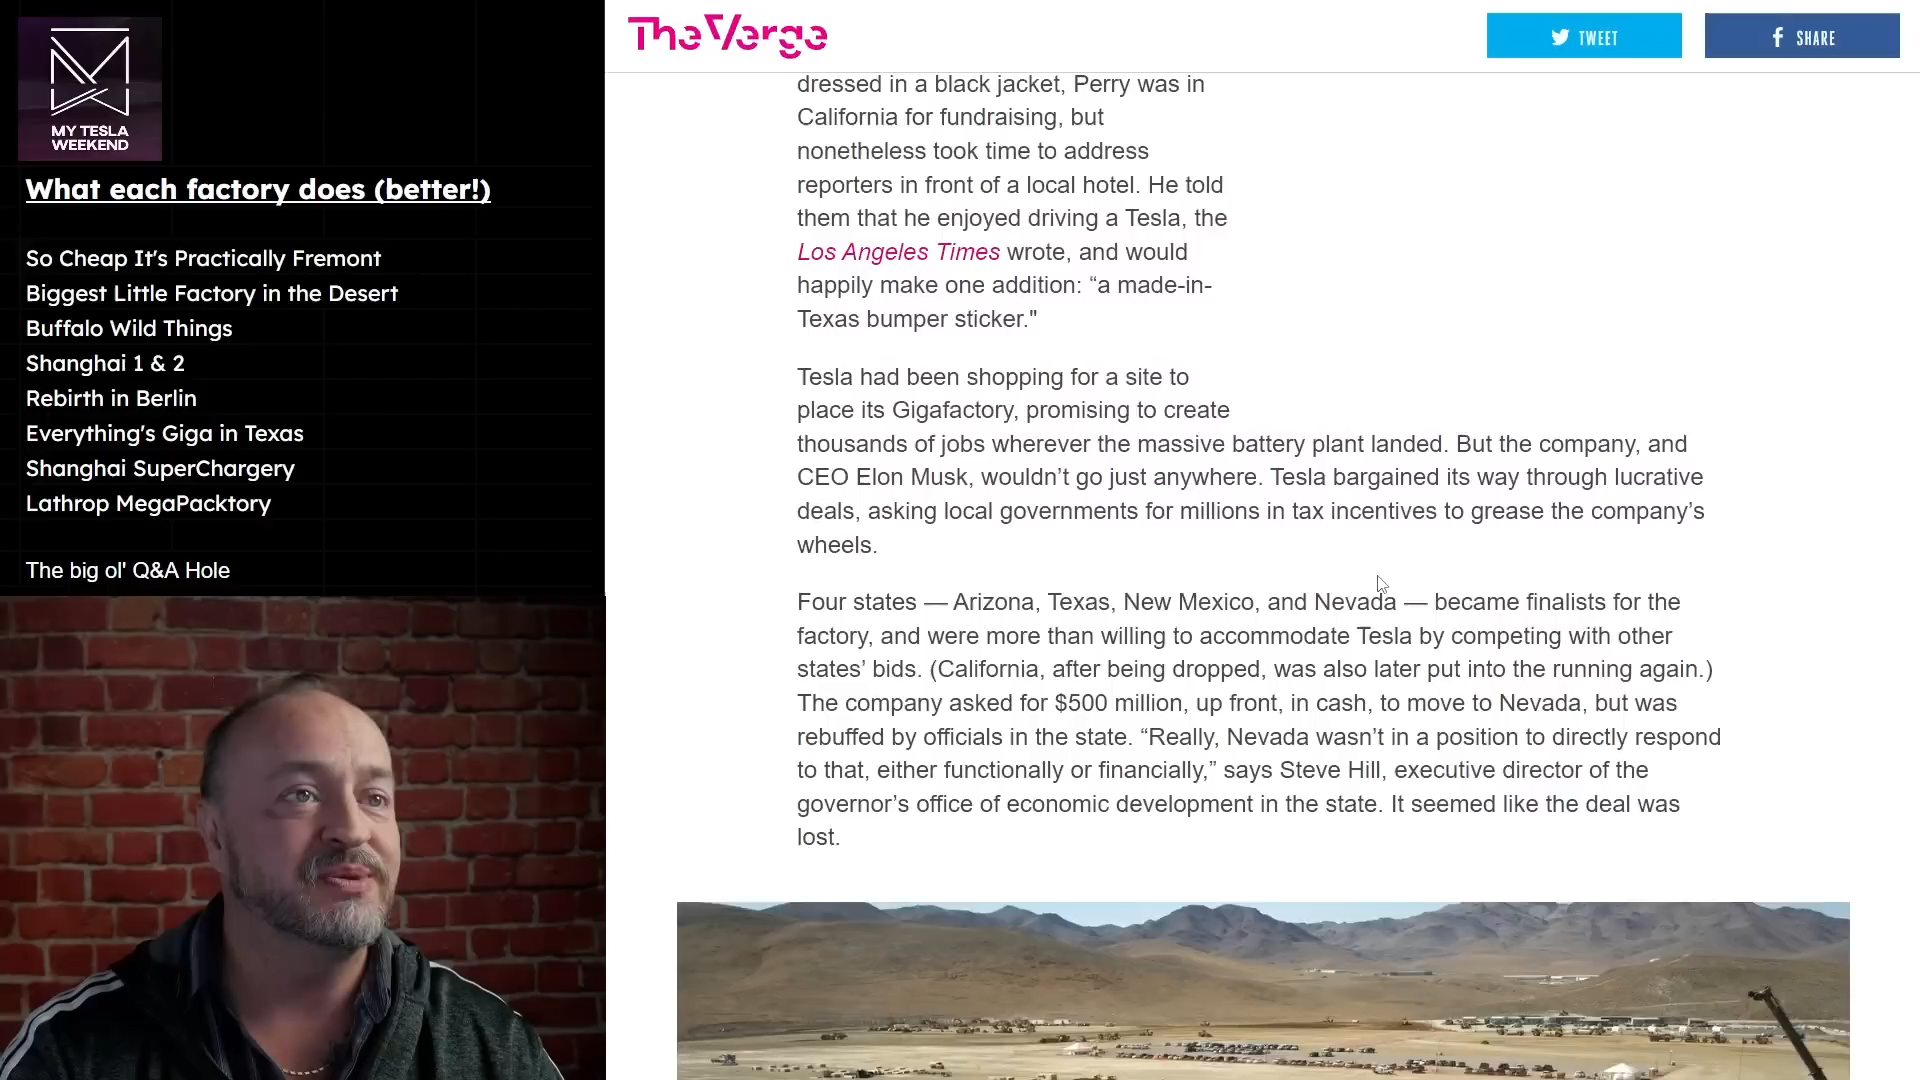 MY TESLA
WEEKEND
What each factory does (better!)
So Cheap It's Practically Fremont
Biggest Little Factory in the Desert
Buffalo Wild Things
Shanghai 1 & 2
Rebirth in Berlin
Everything's Giga in Texas
Shanghai SuperChargery
Lathrop MegaPacktory
The big ol' Q&A Hole
The Verge
TWEET
SHARE
dressed in a black jacket, Perry was in
California for fundraising, but
nonetheless took time to address
reporters in front of a local hotel. He told
them that he enjoyed driving a Tesla, the
Los Angeles Times wrote, and would
happily make one addition: “a made-in-
Texas bumper sticker."
Tesla had been shopping for a site to
place its Gigafactory, promising to create
thousands of jobs wherever the massive battery plant landed. But the company, and
CEO Elon Musk, wouldn’t go just anywhere. Tesla bargained its way through lucrative
deals, asking local governments for millions in tax incentives to grease the company’s
wheels.
Four states — Arizona, Texas, New Mexico, and Nevada — became finalists for the
factory, and were more than willing to accommodate Tesla by competing with other
states’ bids. (California, after being dropped, was also later put into the running again.)
The company asked for $500 million, up front, in cash, to move to Nevada, but was
rebuffed by officials in the state. “Really, Nevada wasn’t in a position to directly respond
to that, either functionally or financially,” says Steve Hill, executive director of the
governor’s office of economic development in the state. It seemed like the deal was
lost.